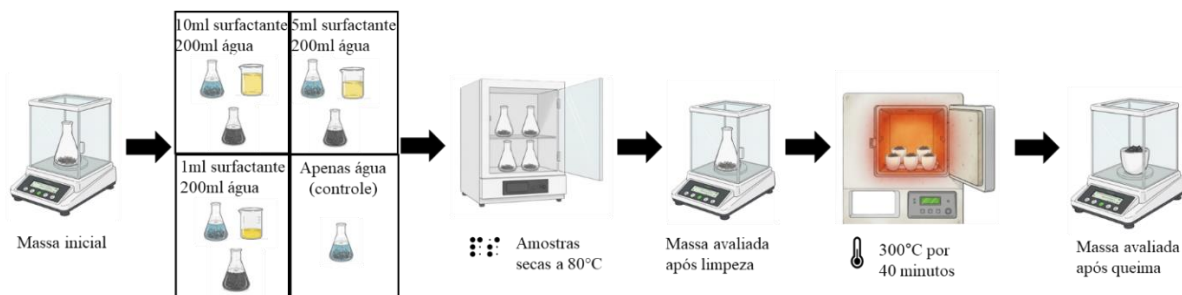 Massa inicial
10ml surfactante
200ml água
5ml surfactante
200ml água
1ml surfactante
200ml água
Apenas água
(controle)
Amostras
secas a 80°C
Massa avaliada
após limpeza
300°C por
40 minutos
Massa avaliada
após queima